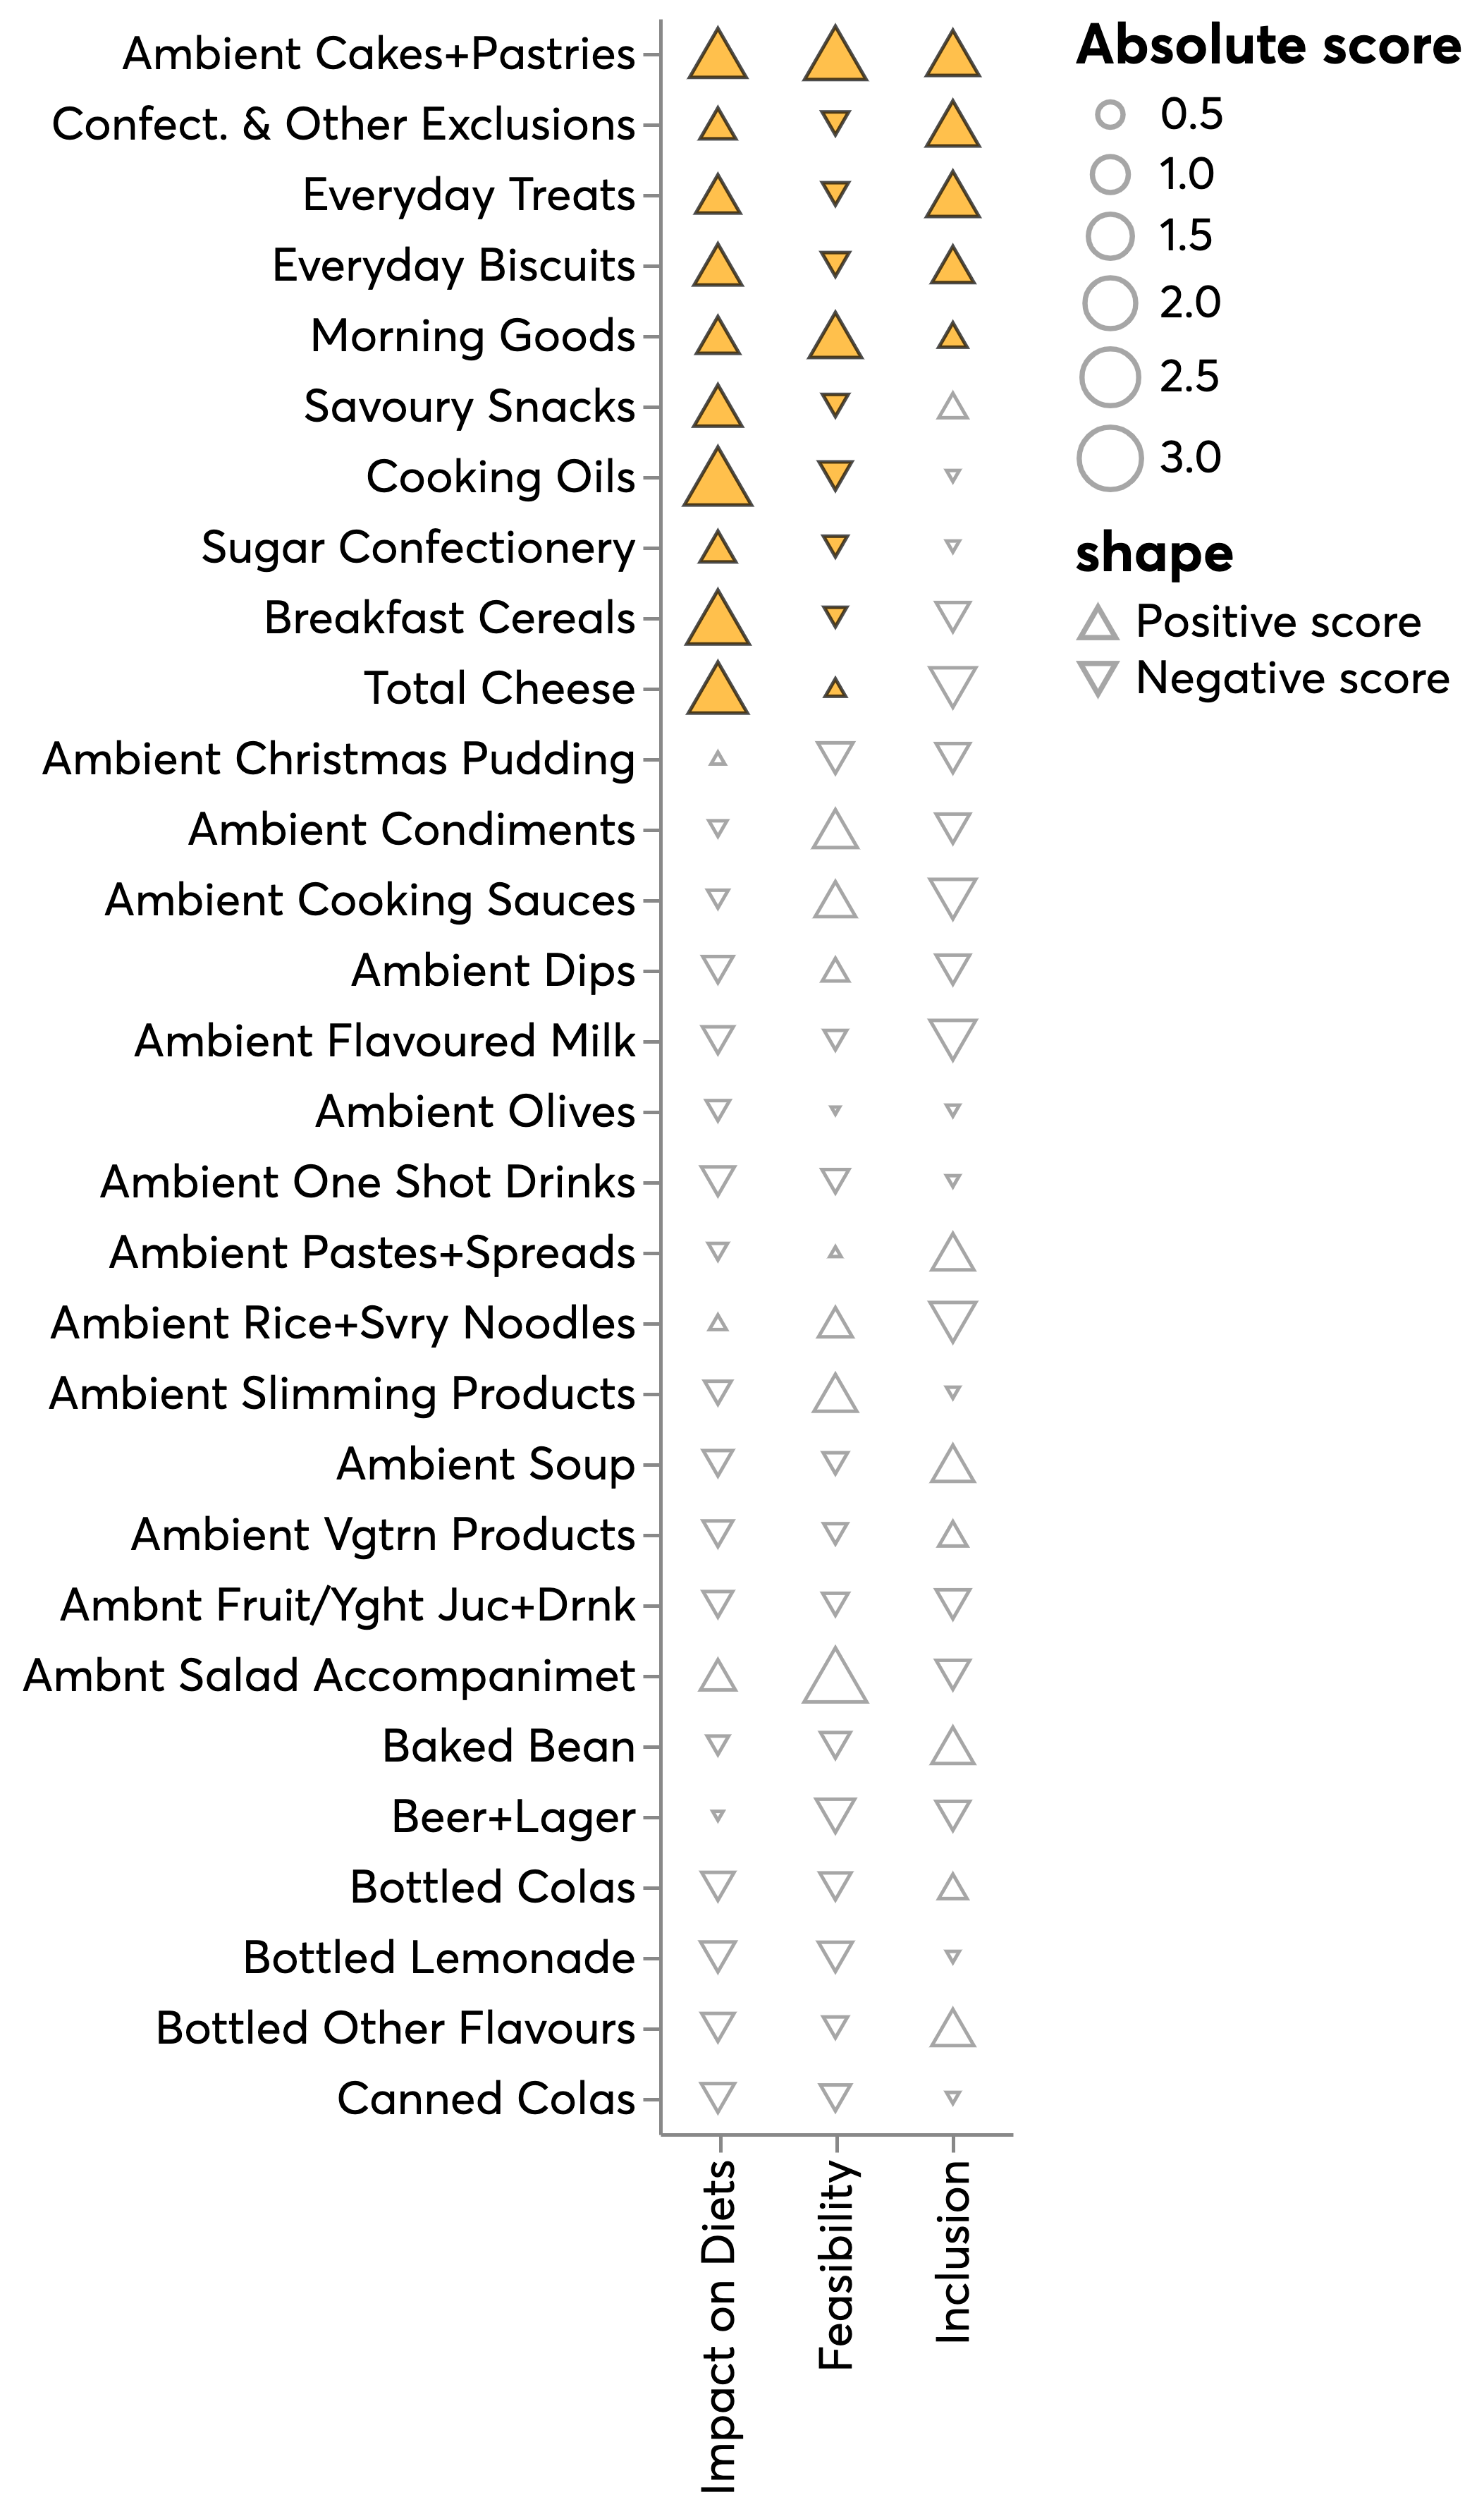 Ambient Cakes+Pastries
Confect. & Other Exclusions
Everyday Treats
Everyday Biscuits
Morning Goods
Savoury Snacks
Cooking Oils
Sugar Confectionery
Breakfast Cereals
Total Cheese
Ambient Christmas Pudding
Ambient Condiments
Ambient Cooking Sauces
Ambient Dips
Ambient Flavoured Milk
Ambient Olives
Ambient One Shot Drinks
Ambient Pastes+Spreads
Ambient Rice+Svry Noodles
Ambient Slimming Products
Ambient Soup
Ambient Vgtrn Products
Ambnt Fruit/Yght Juc+Drnk
Ambnt Salad Accompanimet
Baked Bean
Beer+Lager
Bottled Colas
Bottled Lemonade
Bottled Other Flavours
Canned Colas
Impact on Diets
Feasibility
Inclusion
Absolute score
0.5
1.0
1.5
2.0
2.5
3.0
shape
Positive score
Negative score